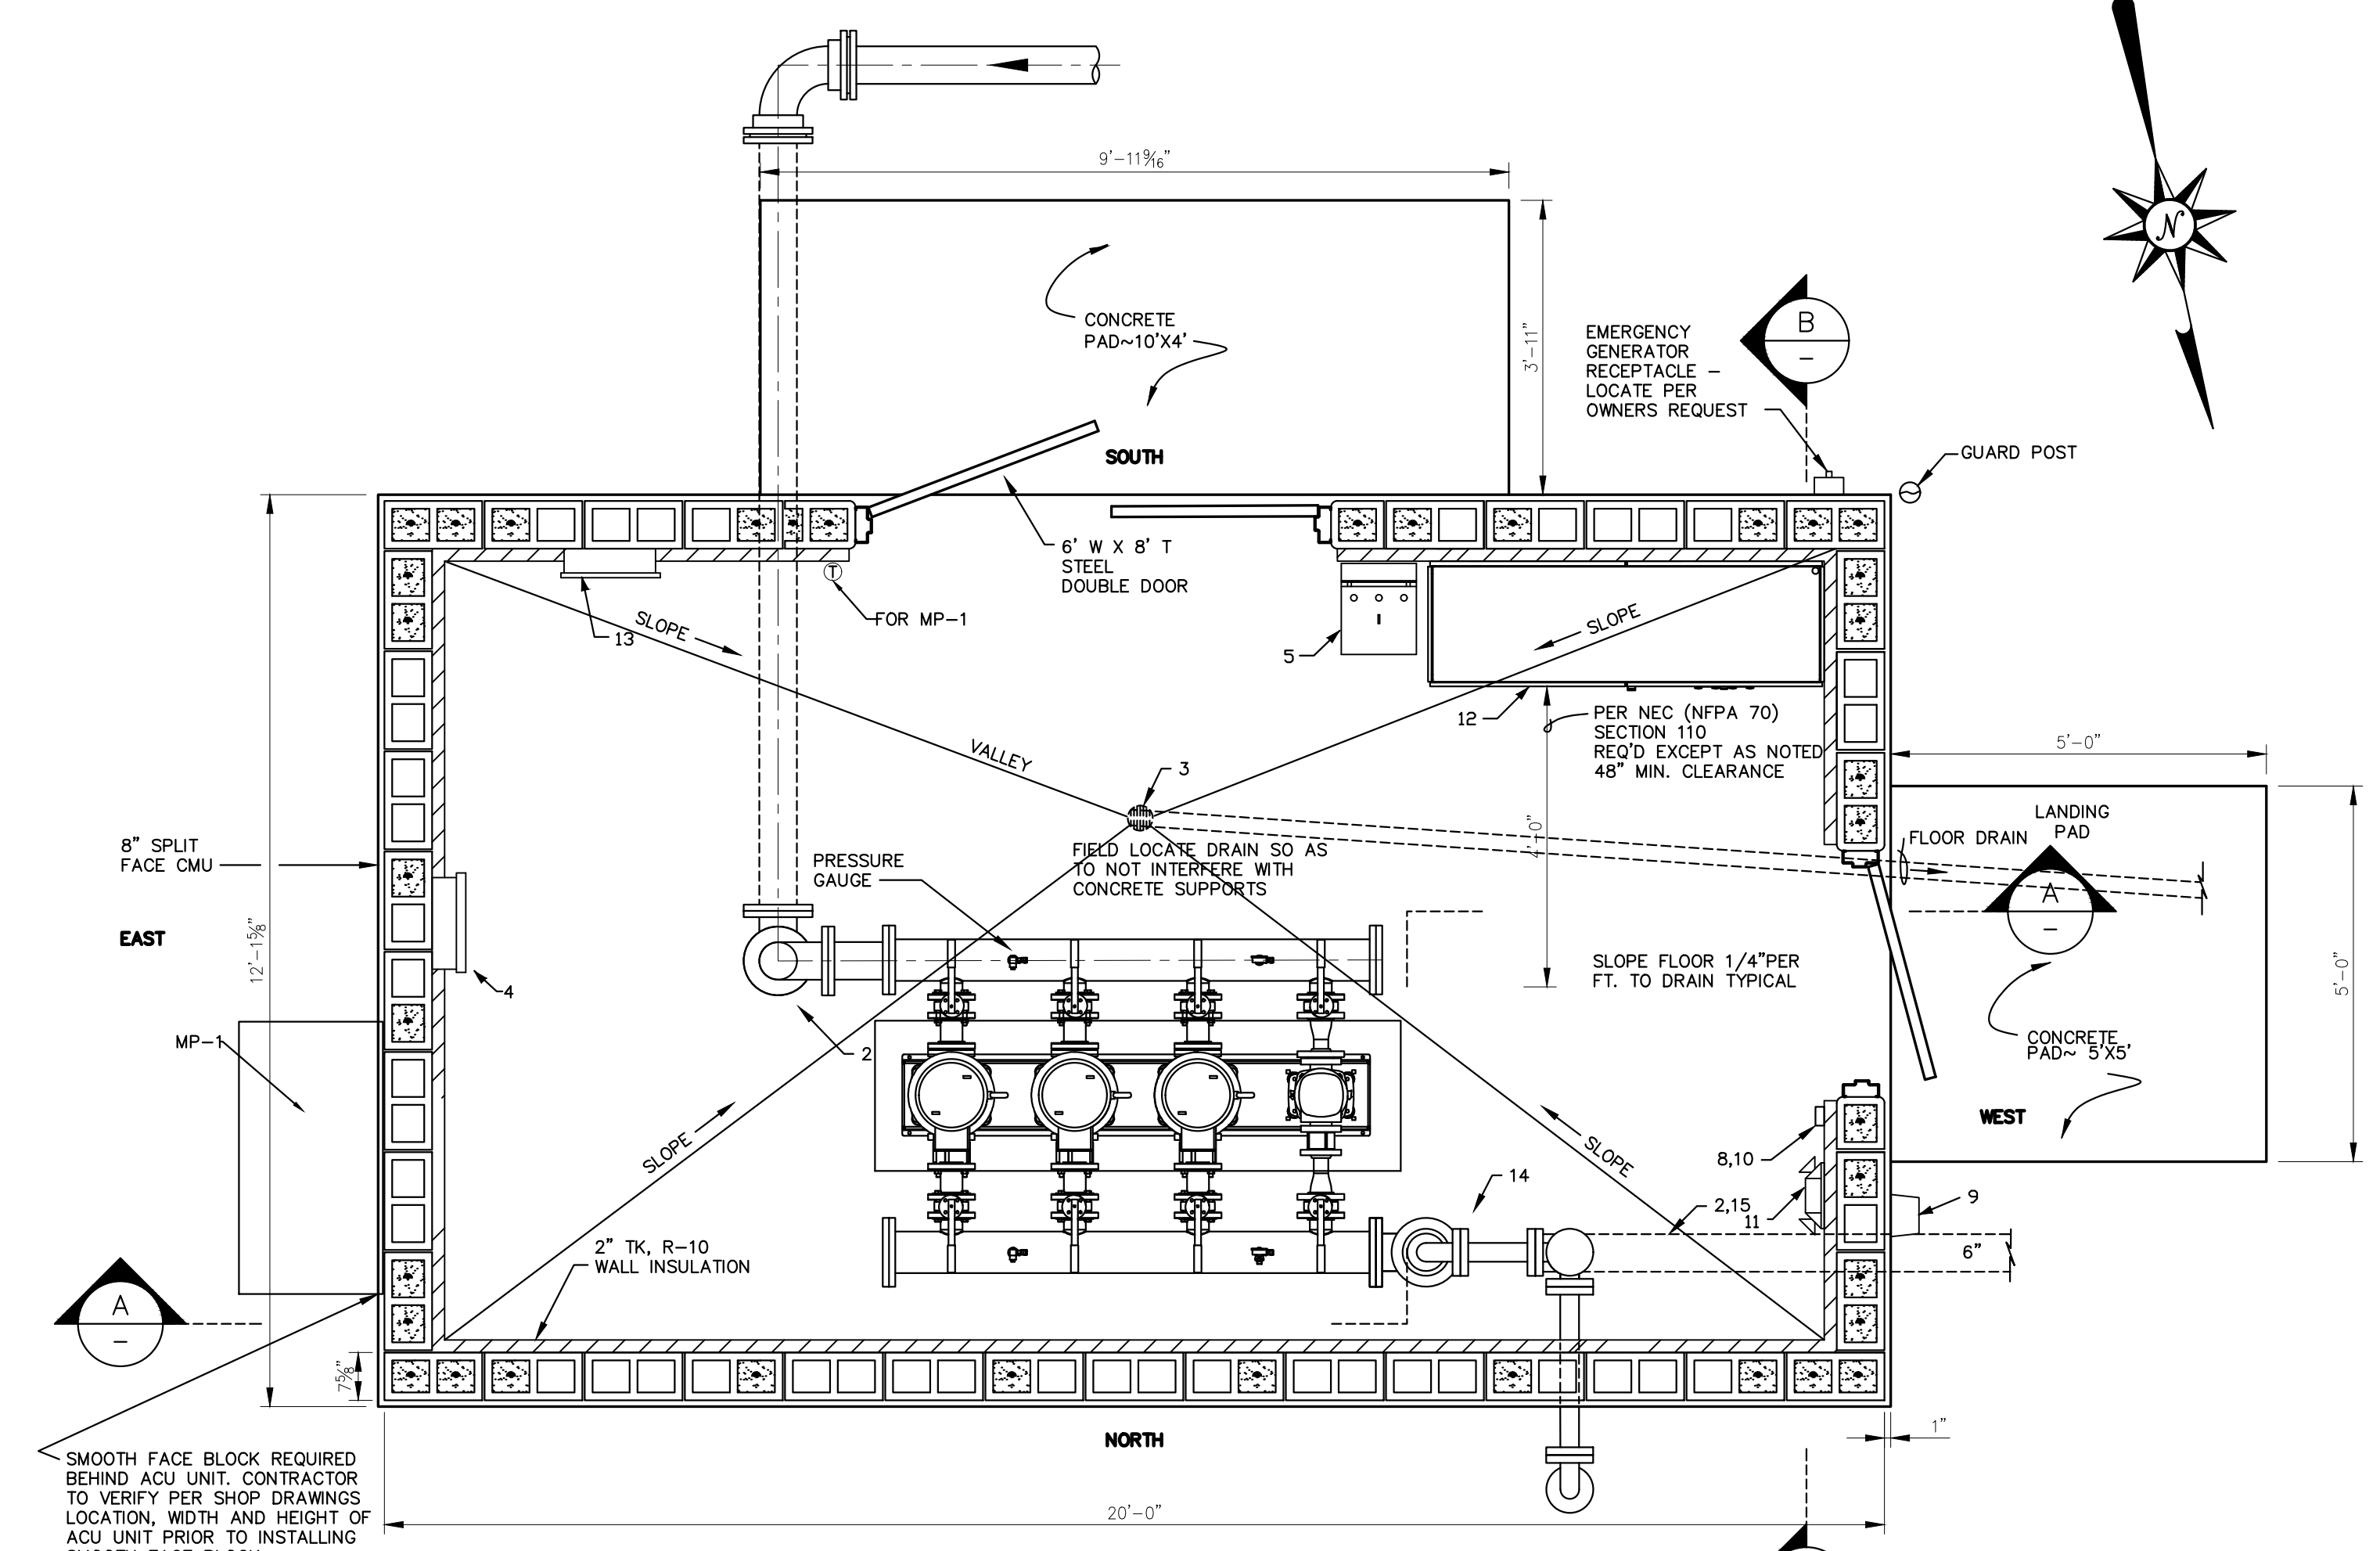 9'-11 9/16"
N
CONCRETE
PAD~10'X4'
3'-11"
EMERGENCY
GENERATOR
RECEPTACLE -
LOCATE PER
OWNERS REQUEST
B
-
GUARD POST
SOUTH
6' W X 8' T
STEEL
DOUBLE DOOR
T
FOR MP-1
13
SLOPE
5
SLOPE
12
PER NEC (NFPA 70)
SECTION 110
REQ'D EXCEPT AS NOTED
48" MIN. CLEARANCE
5'-0"
VALLEY
3
4'-0"
LANDING
PAD
FLOOR DRAIN
8" SPLIT
FACE CMU
PRESSURE
GAUGE
FIELD LOCATE DRAIN SO AS
TO NOT INTERFERE WITH
CONCRETE SUPPORTS
A
-
EAST
12'-1 5/8"
4
SLOPE FLOOR 1/4"PER
FT. TO DRAIN TYPICAL
5'-0"
MP-1
2
CONCRETE
PAD~ 5'X5'
WEST
SLOPE
SLOPE
8,10
14
2,15
11
9
6"
2" TK, R-10
WALL INSULATION
A
-
7 5/8"
NORTH
1"
SMOOTH FACE BLOCK REQUIRED
BEHIND ACU UNIT. CONTRACTOR
TO VERIFY PER SHOP DRAWINGS
LOCATION, WIDTH AND HEIGHT OF
ACU UNIT PRIOR TO INSTALLING
20'-0"